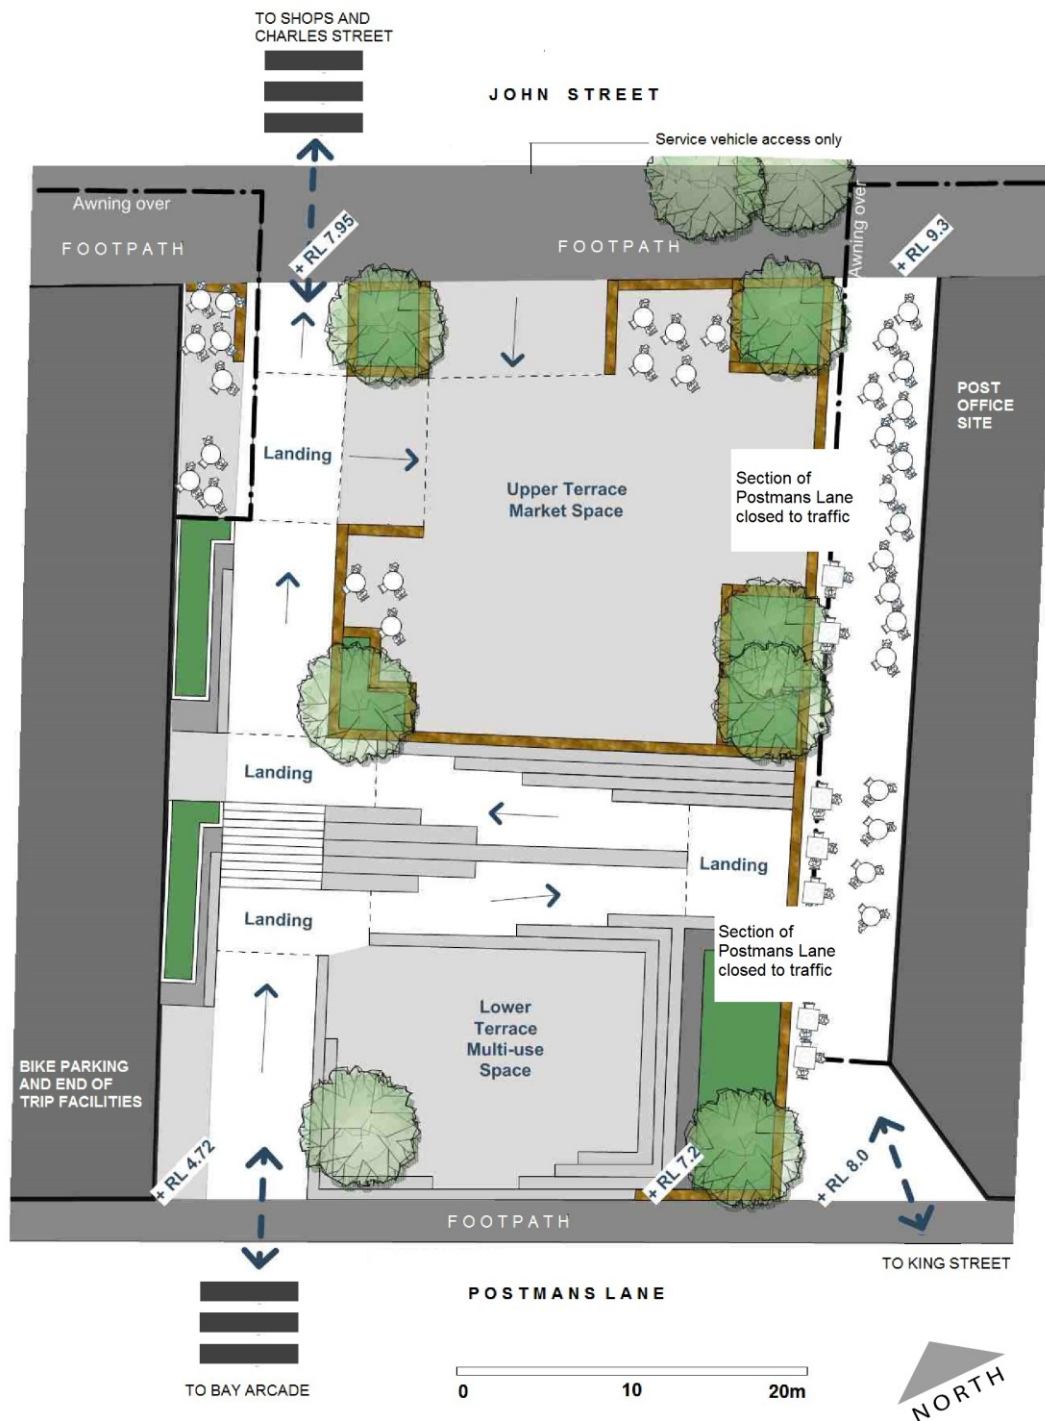 TO SHOPS AND
CHARLES STREET
JOHN STREET
Service vehicle access only
Awning over
FOOTPATH
+ RL 7.95
FOOTPATH
Awning over
+ RL 9.3
POST
OFFICE
SITE
Landing
Upper Terrace
Market Space
Section of
Postmans Lane
closed to traffic
Landing
Landing
Landing
Section of
Postmans Lane
closed to traffic
Lower
Terrace
Multi-use
Space
BIKE PARKING
AND END OF
TRIP FACILITIES
+ RL 4.72
+ RL 7.2
+ RL 8.0
FOOTPATH
TO KING STREET
POSTMANS LANE
TO BAY ARCADE
0 10 20m
NORTH